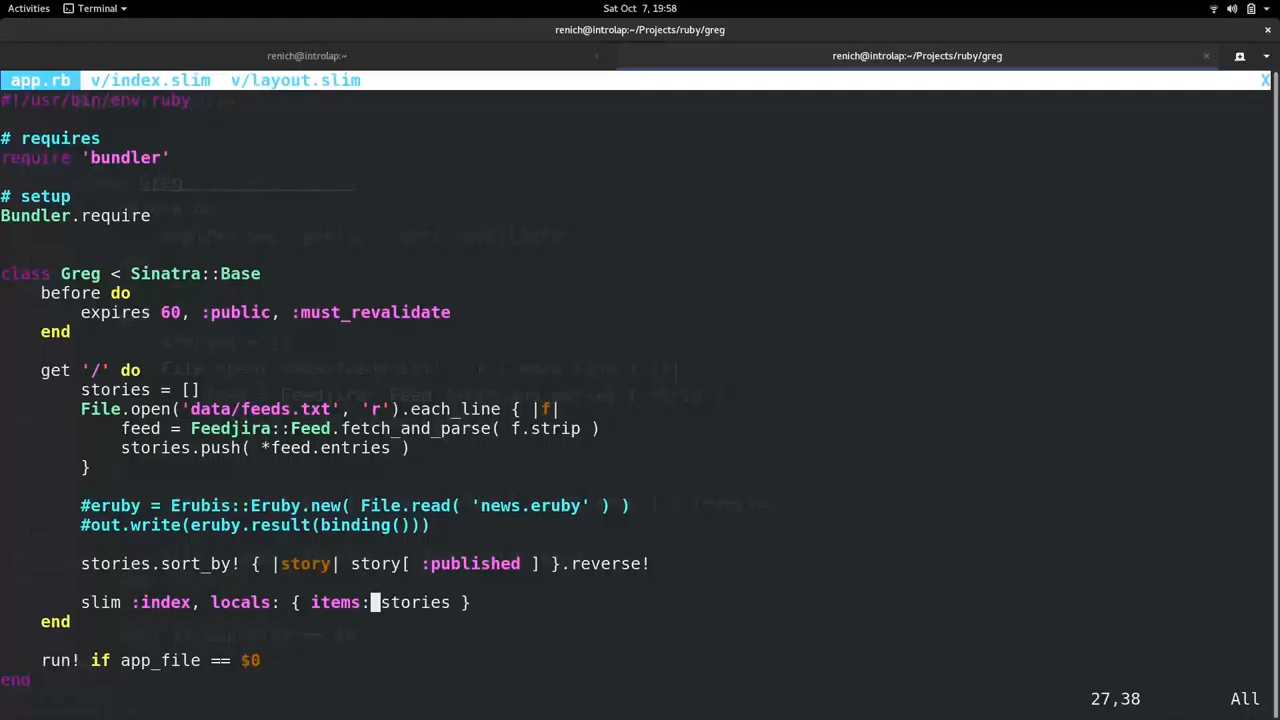 Activities Terminal Sat Oct 7, 19:58
renich@introlap:~/Projects/ruby/greg
renich@introlap:~ renich@introlap:~/Projects/ruby/greg
app.rb v/index.slim v/layout.slim X
#!/usr/bin/env ruby
# requires
require 'bundler'
# setup
Bundler.require
class Greg < Sinatra::Base
before do
expires 60, :public, :must_revalidate
end
get '/' do
stories = []
File.open('data/feeds.txt', 'r').each_line { |f|
feed = Feedjira::Feed.fetch_and_parse( f.strip )
stories.push( *feed.entries )
}
#eruby = Erubis::Eruby.new( File.read( 'news.eruby' ) )
#out.write(eruby.result(binding()))
stories.sort_by! { |story| story[ :published ] }.reverse!
slim :index, locals: { items: stories }
end
run! if app_file == $0
end
27,38 All